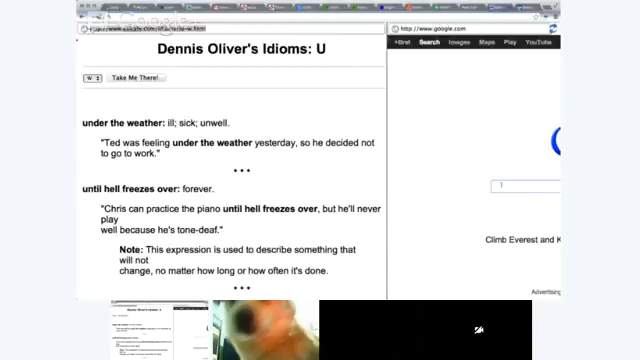 http://www.google.com
+Bret Search Images Maps Play YouTube
Dennis Oliver's Idioms: U
w Take Me There!
under the weather: ill; sick; unwell.
"Ted was feeling under the weather yesterday, so he decided not
to go to work."
until hell freezes over: forever.
"Chris can practice the piano until hell freezes over, but he'll never
play
well because he's tone-deaf."
Note: This expression is used to describe something that
will not
change, no matter how long or how often it's done.
Climb Everest and K
Advertising